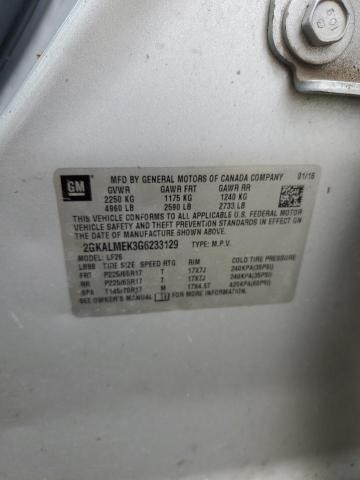 GM
MFD BY GENERAL MOTORS OF CANADA COMPANY 01/16
GVWR GAWR FRT GAWR RR
2250 KG 1175 KG 1240 KG
4960 LB 2590 LB 2733 LB
THIS VEHICLE CONFORMS TO ALL APPLICABLE U.S. FEDERAL
MOTOR VEHICLE SAFETY, BUMPER, AND THEFT PREVENTION
STANDARDS IN EFFECT ON THE DATE OF MANUFACTURE
SHOWN ABOVE.
2GKALMEK3G6233129 TYPE: M.P.V.
MODEL: LF26
TIRE SIZE SPEED RTG RIM COLD TIRE PRESSURE
FRT P225/65R17 T 17X7J 240KPA(35PSI)
RR P225/65R17 T 17X7J 240KPA(35PSI)
SPA T145/70R17 M 17X4.5T 420KPA(60PSI)
SEE OWNER'S MANUAL FOR MORE INFORMATION.